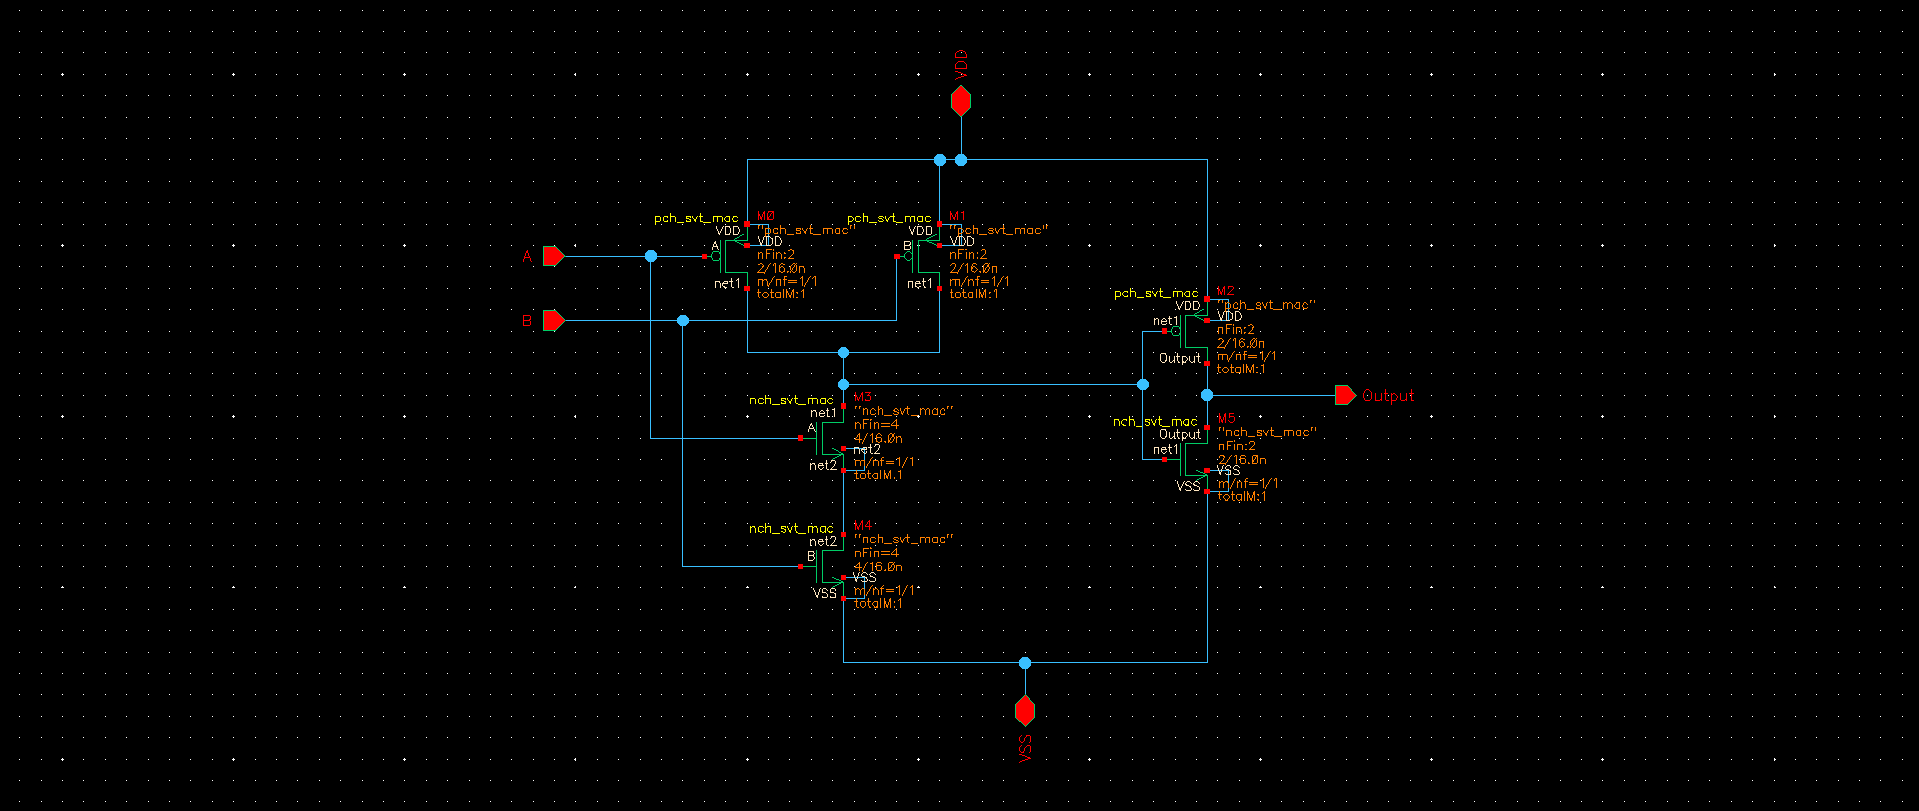 VDD
pch_svt_mac
M0
VDD
"pch_svt_mac"
A
VDD
nFin:2
2/16.0n
m/nf=1/1
net1
totalM:1
pch_svt_mac
M1
VDD
"pch_svt_mac"
B
VDD
nFin:2
2/16.0n
m/nf=1/1
net1
totalM:1
A
B
pch_svt_mac
M2
VDD
"pch_svt_mac"
net1
VDD
nFin:2
2/16.0n
Output
m/nf=1/1
totalM:1
nch_svt_mac
M3
net1
"nch_svt_mac"
A
nFin=4
4/16.0n
net2
net2
m/nf=1/1
totalM:1
Output
nch_svt_mac
M5
Output
"nch_svt_mac"
net1
nFin:2
2/16.0n
VSS
VSS
m/nf=1/1
totalM:1
nch_svt_mac
M4
net2
"nch_svt_mac"
B
nFin=4
4/16.0n
VSS
VSS
m/nf=1/1
totalM:1
VSS